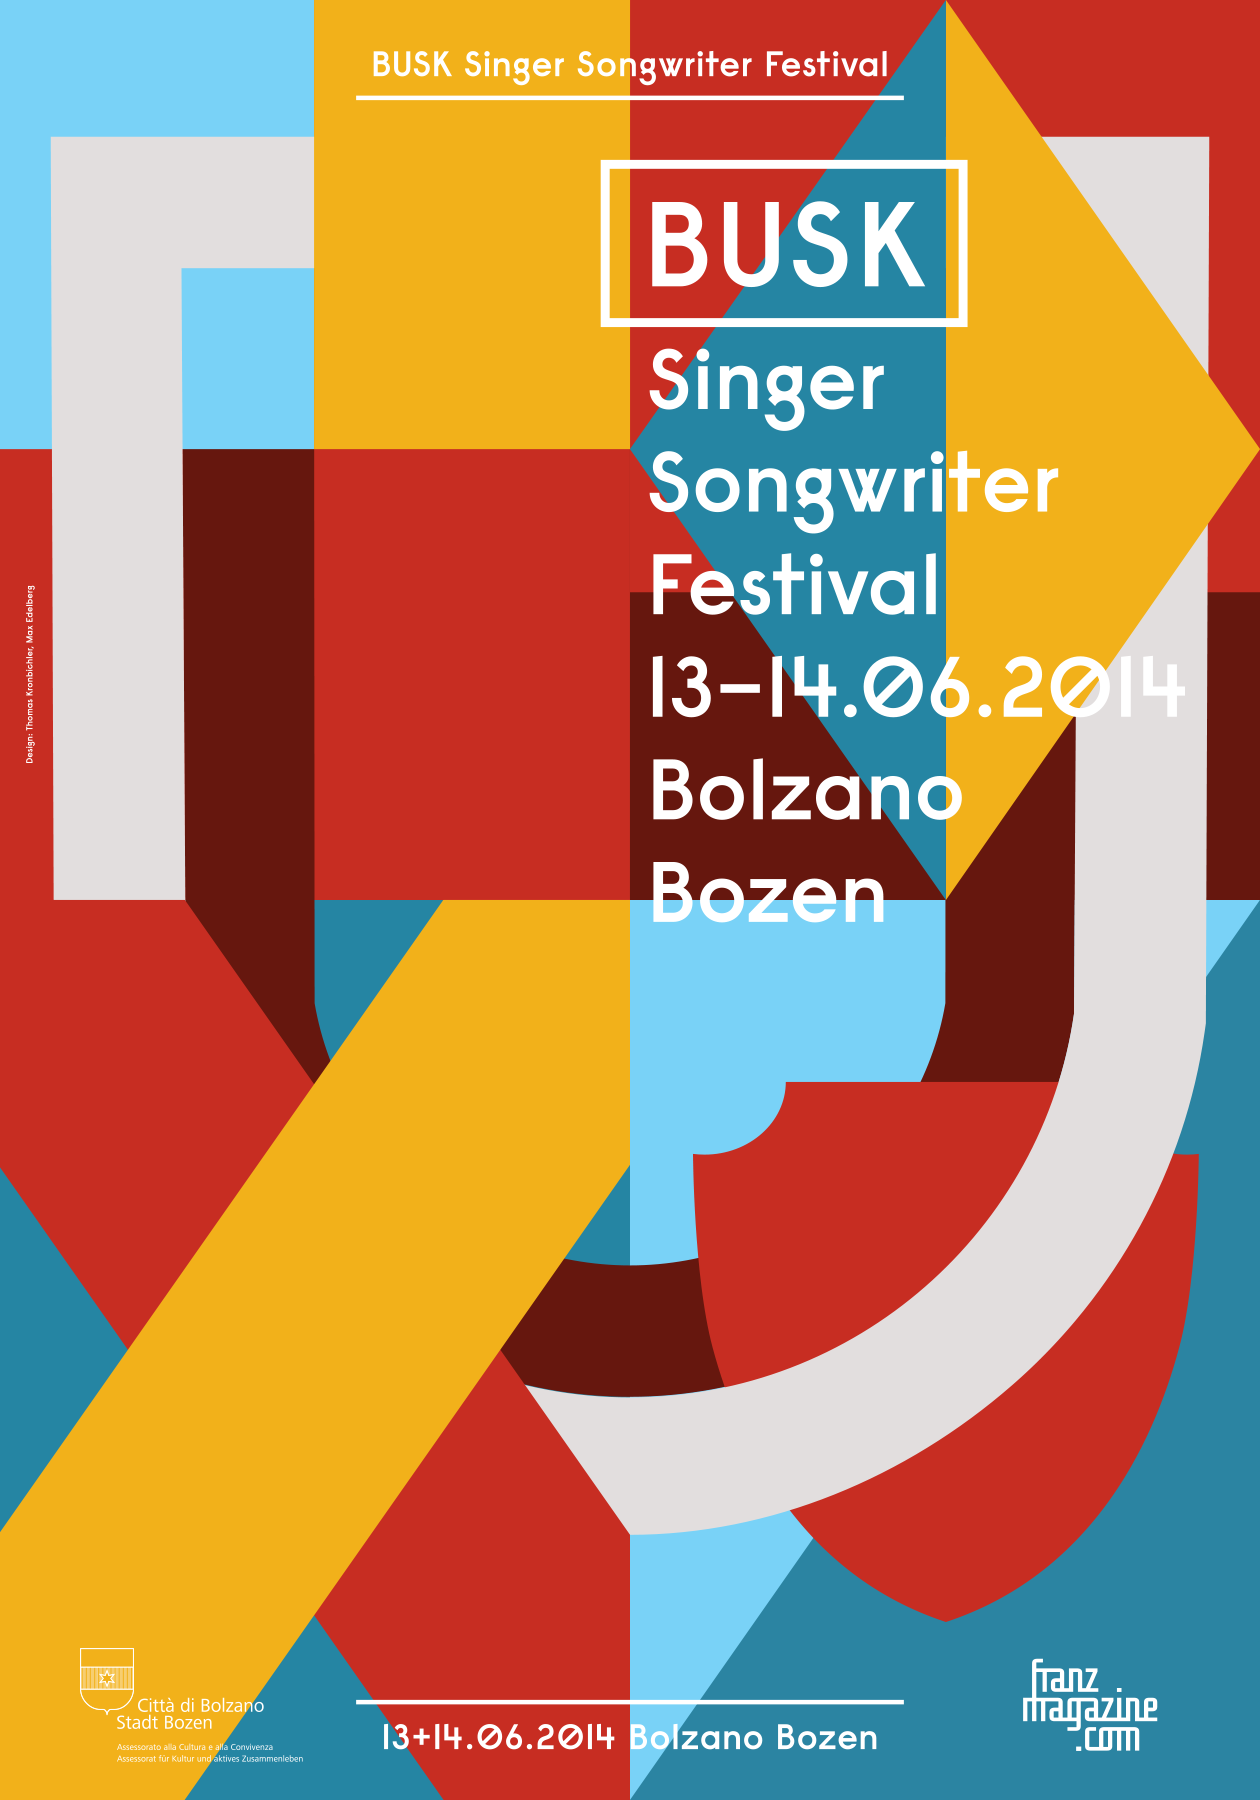 BUSK Singer Songwriter Festival
BUSK
Singer
Songwriter
Festival
13–14.06.2014
Bolzano
Bozen
Design: Thomas Kronbichler, Max Edelberg
Città di Bolzano
Stadt Bozen
Assessorato alla Cultura e alla Convivenza
Assessorat für Kultur und aktives Zusammenleben
13+14.06.2014 Bolzano Bozen
franz
magazine
.com